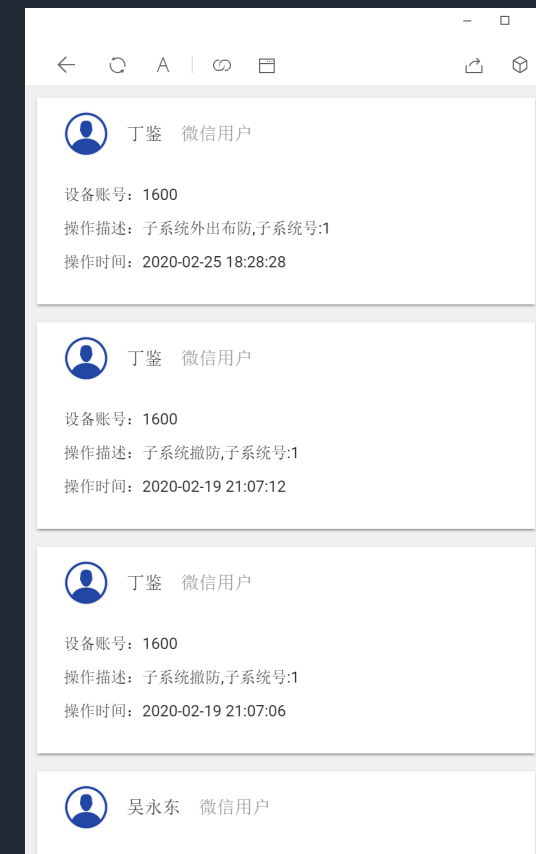 丁鉴 微信用户
设备账号：1600
操作描述：子系统外出布防,子系统号:1
操作时间：2020-02-25 18:28:28
丁鉴 微信用户
设备账号：1600
操作描述：子系统撤防,子系统号:1
操作时间：2020-02-19 21:07:12
丁鉴 微信用户
设备账号：1600
操作描述：子系统撤防,子系统号:1
操作时间：2020-02-19 21:07:06
吴永东 微信用户